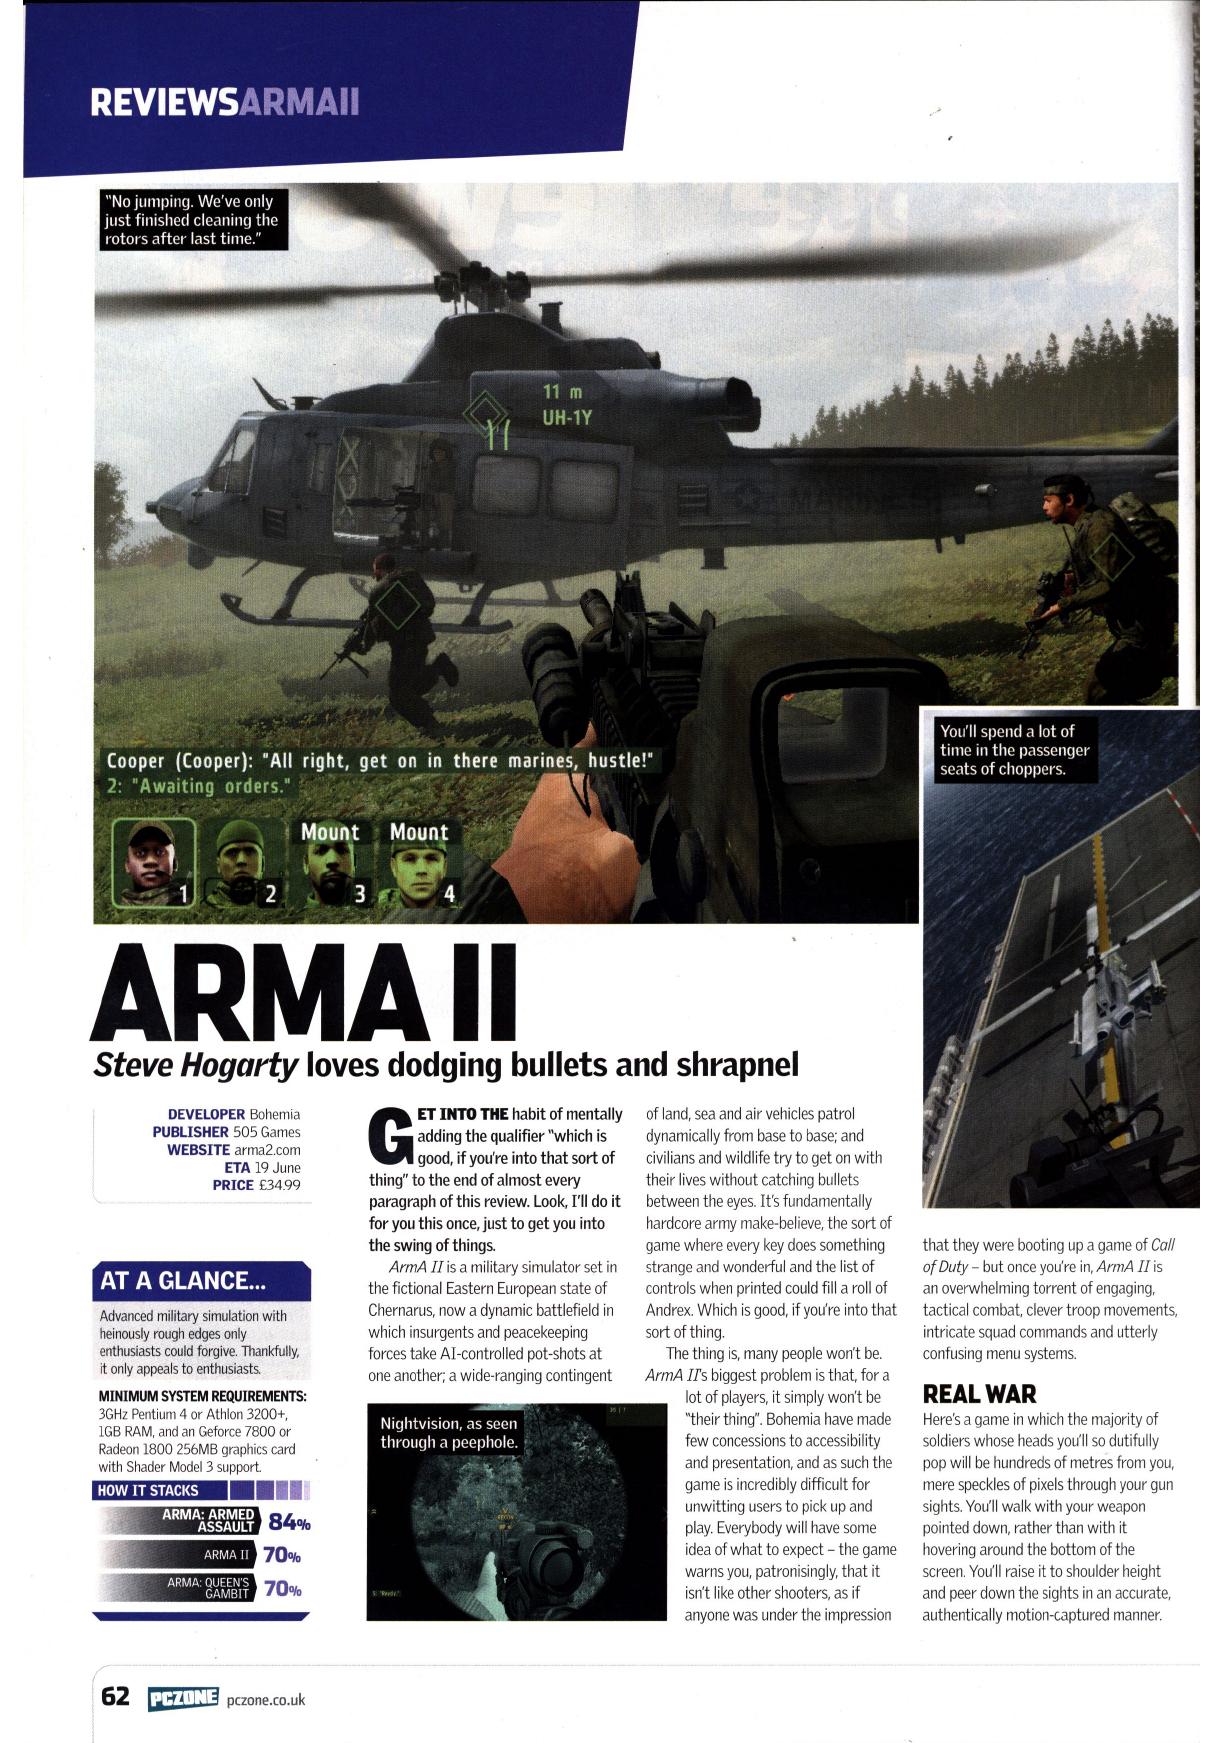 REVIEWSARMAII
"No jumping. We've only
just finished cleaning the
rotors after last time."
11 m
UH-1Y
Cooper (Cooper): "All right, get on in there marines, hustle!"
2: "Awaiting orders."
Mount
Mount
1
2
3
4
You'll spend a lot of
time in the passenger
seats of choppers.
ARMA II
Steve Hogarty loves dodging bullets and shrapnel
DEVELOPER Bohemia
PUBLISHER 505 Games
WEBSITE arma2.com
ETA 19 June
PRICE £34.99
AT A GLANCE...
Advanced military simulation with
heinously rough edges only
enthusiasts could forgive. Thankfully,
it only appeals to enthusiasts.
MINIMUM SYSTEM REQUIREMENTS:
3GHz Pentium 4 or Athlon 3200+,
1GB RAM, and an Geforce 7800 or
Radeon 1800 256MB graphics card
with Shader Model 3 support.
HOW IT STACKS
ARMA: ARMED
ASSAULT 84%
ARMA II 70%
ARMA: QUEEN'S
GAMBIT 70%
GET INTO THE habit of mentally
adding the qualifier "which is
good, if you're into that sort of
thing" to the end of almost every
paragraph of this review. Look, I'll do it
for you this once, just to get you into
the swing of things.
ArmA II is a military simulator set in
the fictional Eastern European state of
Chernarus, now a dynamic battlefield in
which insurgents and peacekeeping
forces take AI-controlled pot-shots at
one another; a wide-ranging contingent
Nightvision, as seen
through a peephole.
of land, sea and air vehicles patrol
dynamically from base to base; and
civilians and wildlife try to get on with
their lives without catching bullets
between the eyes. It's fundamentally
hardcore army make-believe, the sort of
game where every key does something
strange and wonderful and the list of
controls when printed could fill a roll of
Andrex. Which is good, if you're into that
sort of thing.
The thing is, many people won't be.
ArmA II's biggest problem is that, for a
lot of players, it simply won't be
"their thing". Bohemia have made
few concessions to accessibility
and presentation, and as such the
game is incredibly difficult for
unwitting users to pick up and
play. Everybody will have some
idea of what to expect – the game
warns you, patronisingly, that it
isn't like other shooters, as if
anyone was under the impression
that they were booting up a game of Call
of Duty – but once you're in, ArmA II is
an overwhelming torrent of engaging,
tactical combat, clever troop movements,
intricate squad commands and utterly
confusing menu systems.
REAL WAR
Here's a game in which the majority of
soldiers whose heads you'll so dutifully
pop will be hundreds of metres from you,
mere speckles of pixels through your gun
sights. You'll walk with your weapon
pointed down, rather than with it
hovering around the bottom of the
screen. You'll raise it to shoulder height
and peer down the sights in an accurate,
authentically motion-captured manner.
62 PCZONE pczone.co.uk